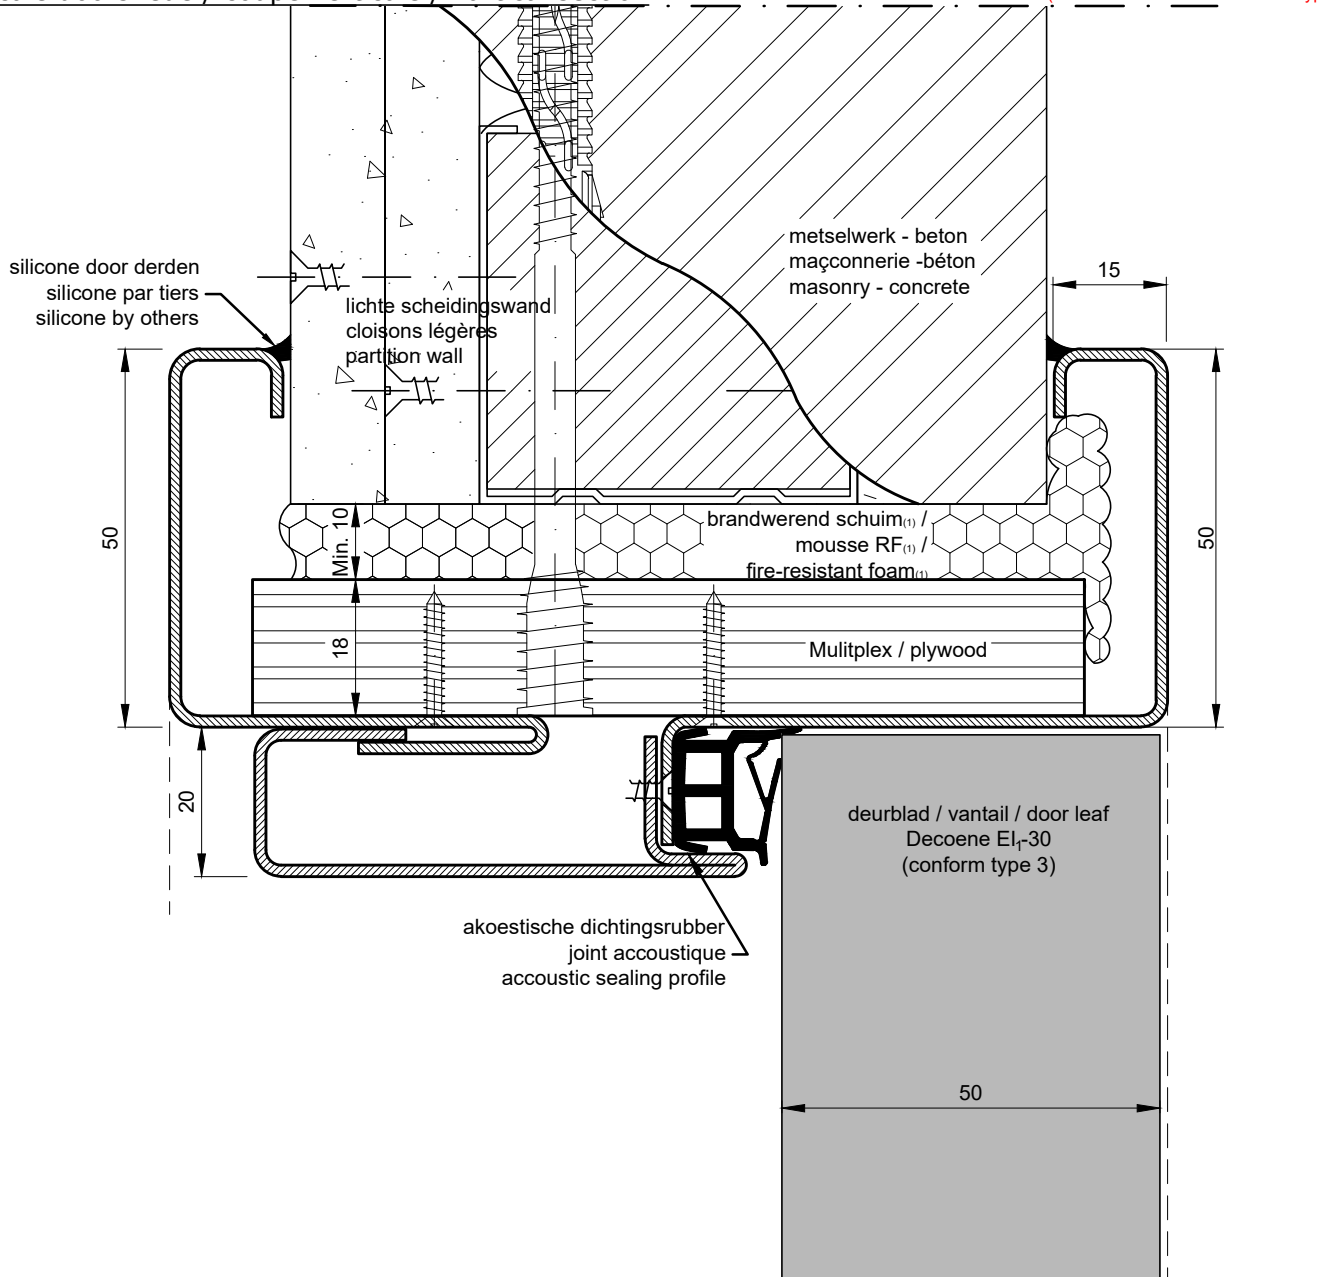 metselwerk - beton
maçconnerie -béton
masonry - concrete
15
silicone door derden
silicone par tiers
silicone by others
lichte scheidingswand
cloisons légères
partition wall
50
Min. 10
brandwerend schuim(1) /
mousse RF(1) /
fire-resistant foam(1)
50
18
Mulitplex / plywood
20
deurblad / vantail / door leaf
Decoene EI1-30
(conform type 3)
akoestische dichtingsrubber
joint accoustique
accoustic sealing profile
50